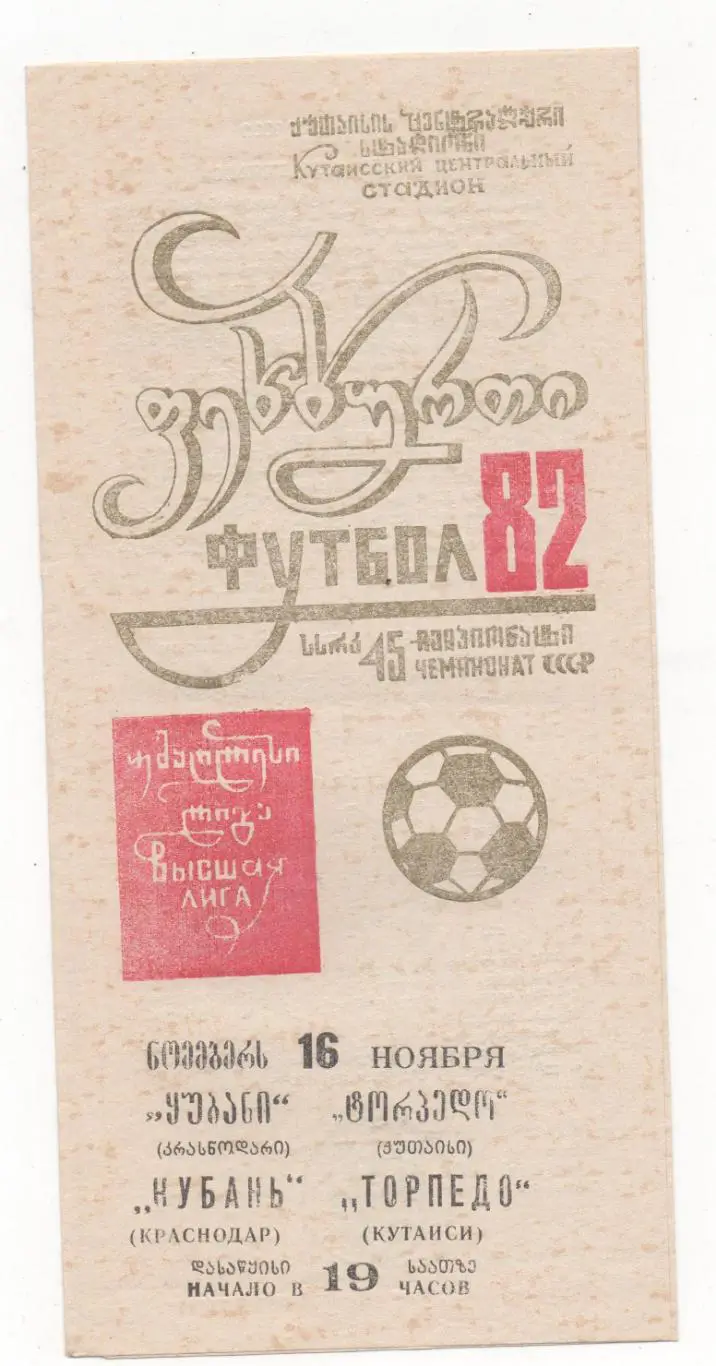 ქუთაისის ცენტრალური
სტადიონი
Кутаисский центральный
стадион
ფეხბურთი
ФУТБОЛ 82
სსრკ 45 ჩემპიონატი
ЧЕМПИОНАТ СССР
უმაღლესი
ლიგა
Высшая
ЛИГА
ნოემბერს 16 НОЯБРЯ
„ყუბანი“ „ტორპედო“
(კრასნოდარი) (ქუთაისი)
„КУБАНЬ“ „ТОРПЕДО“
(КРАСНОДАР) (КУТАИСИ)
დასაწყისი 19 საათზე
НАЧАЛО В ЧАСОВ